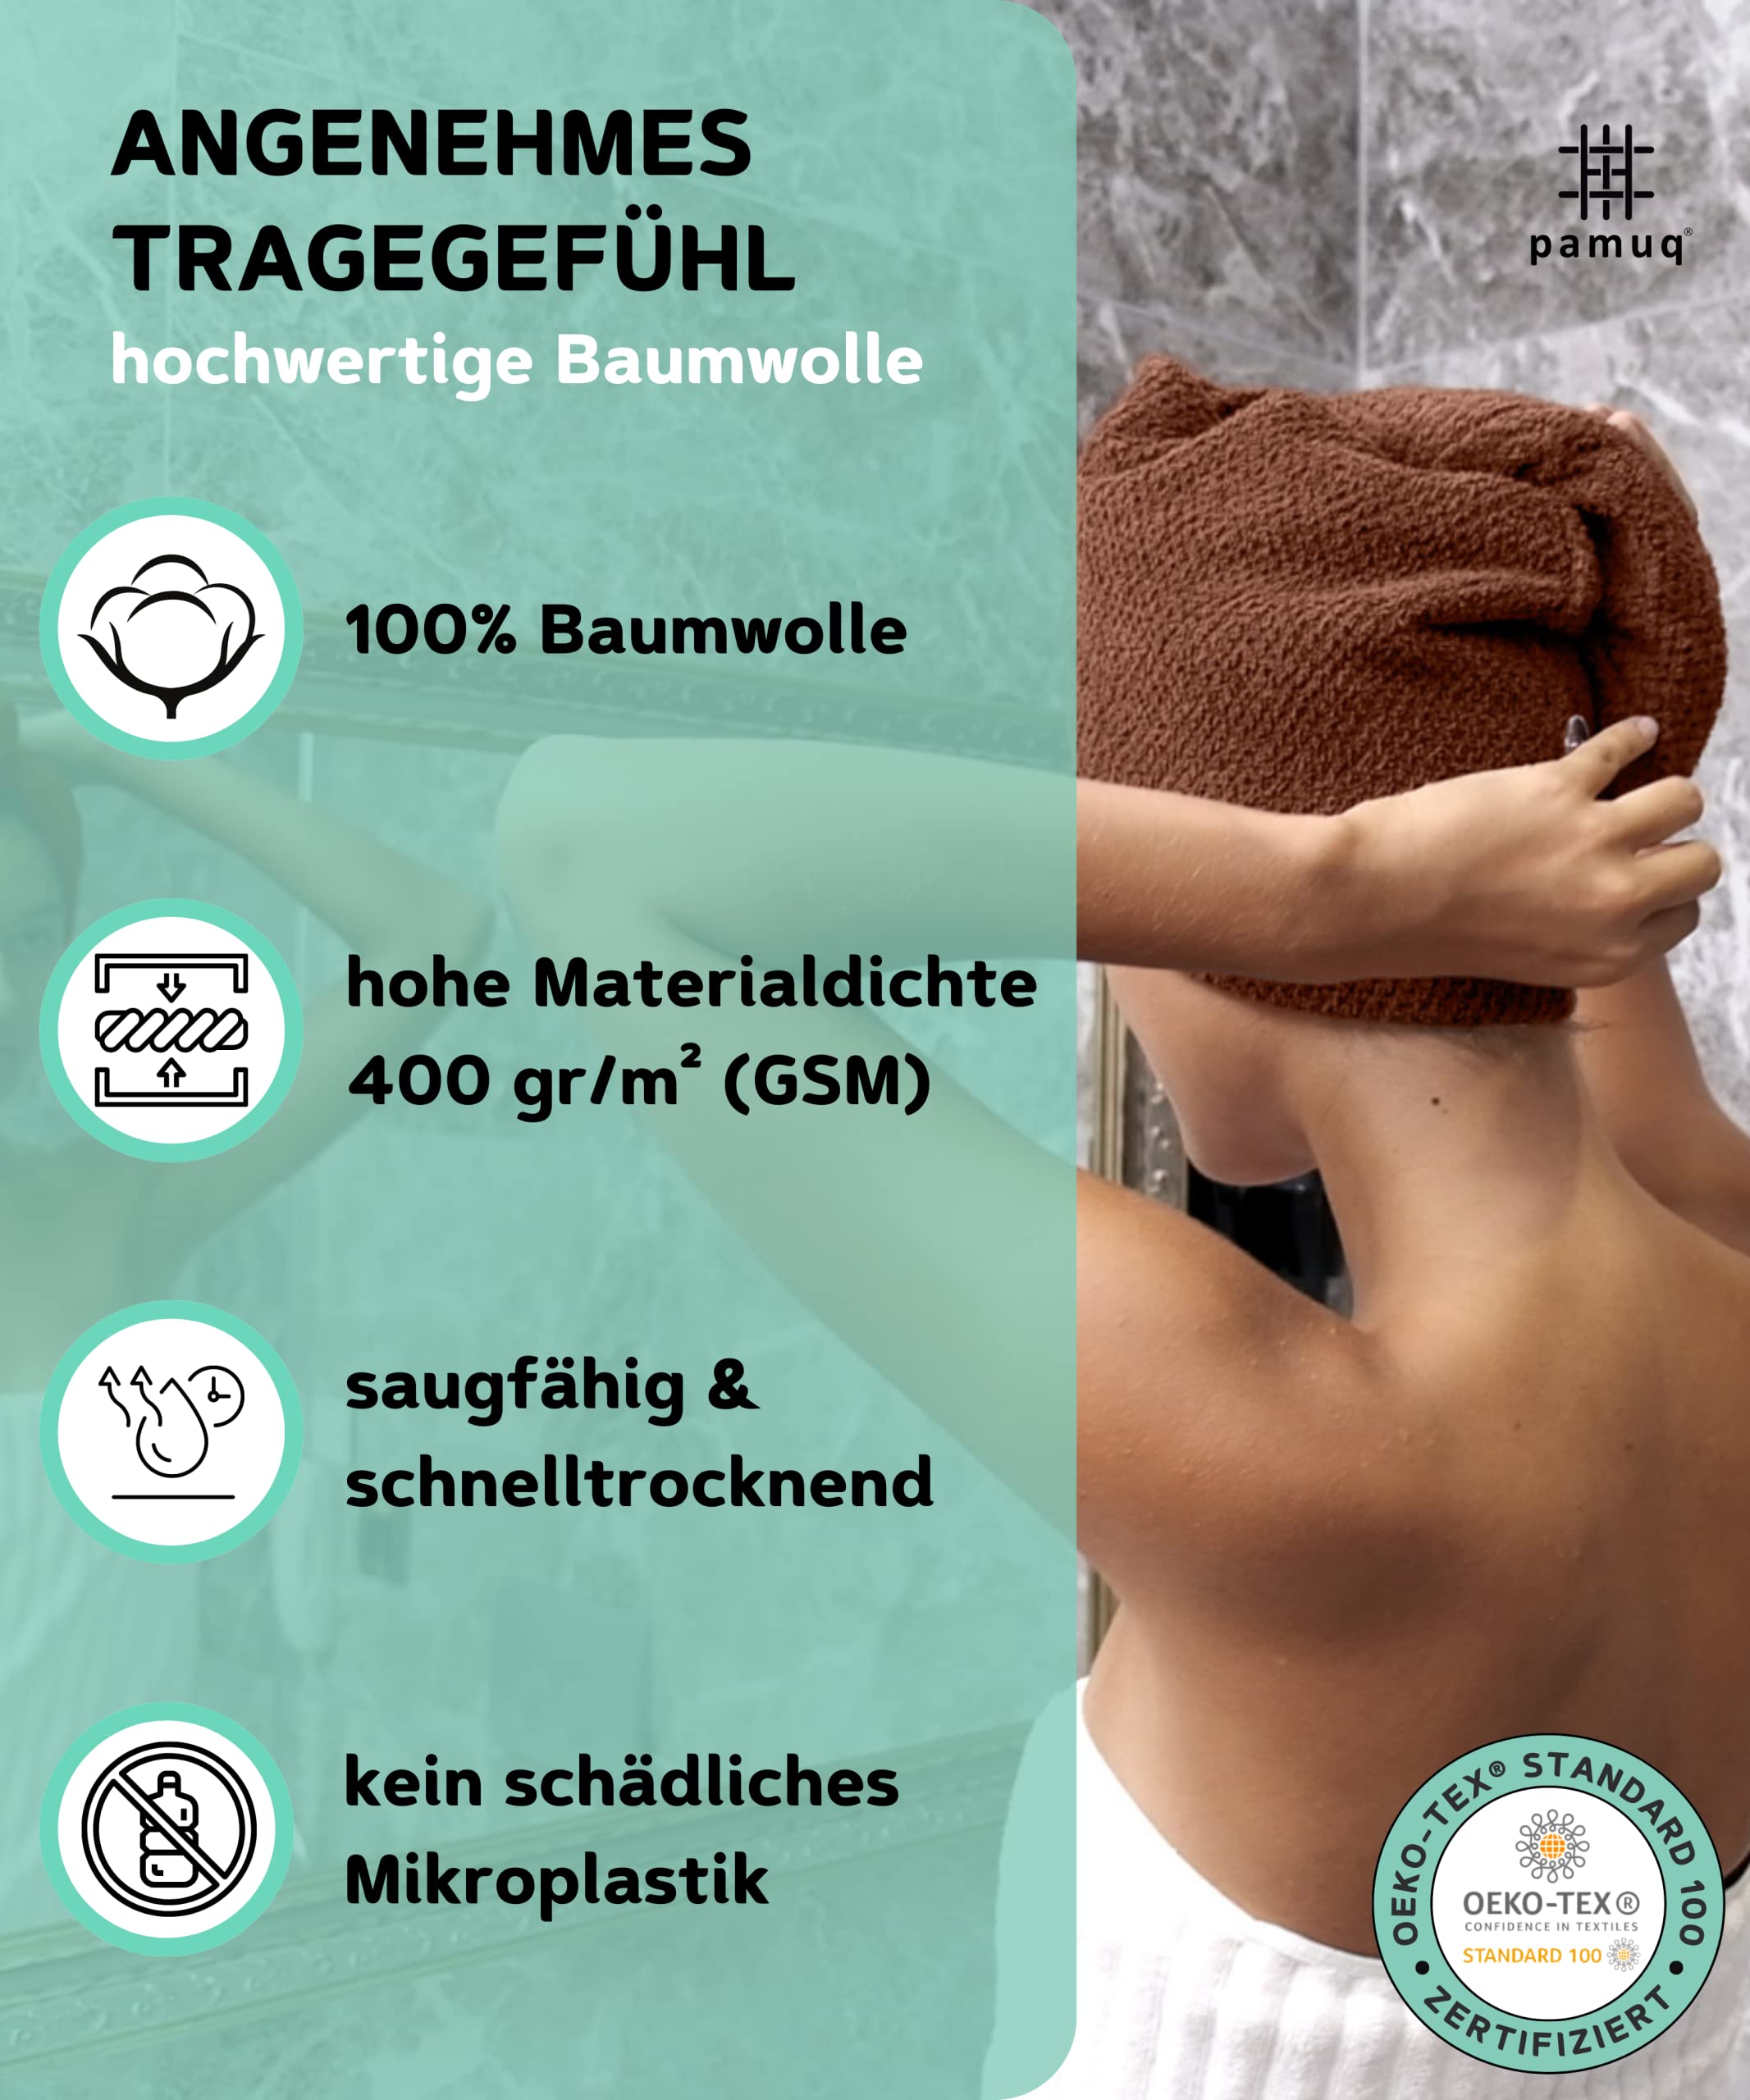 ANGENEHMES
TRAGEGEFÜHL
hochwertige Baumwolle
pamuq®
100% Baumwolle
hohe Materialdichte
400 gr/m² (GSM)
saugfähig &
schnelltrocknend
kein schädliches
Mikroplastik
OEKO-TEX® STANDARD 100
OEKO-TEX®
CONFIDENCE IN TEXTILES
STANDARD 100
• ZERTIFIZIERT •